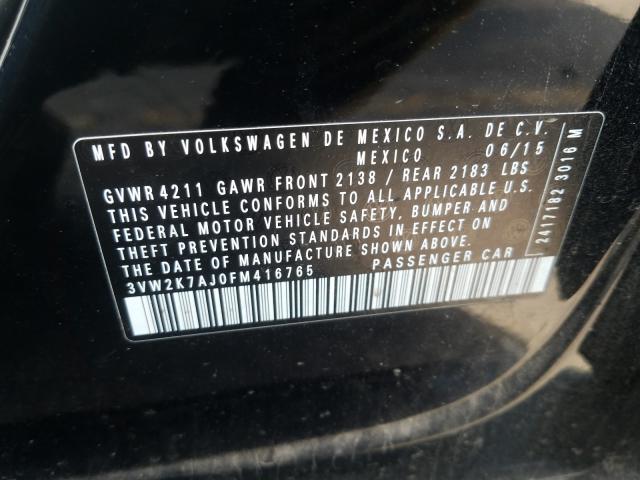 MFD BY VOLKSWAGEN DE MEXICO S.A. DE C.V.
MEXICO 06/15
GVWR 4211 GAWR FRONT 2138 / REAR 2183 LBS
THIS VEHICLE CONFORMS TO ALL APPLICABLE U.S.
FEDERAL MOTOR VEHICLE SAFETY, BUMPER AND
THEFT PREVENTION STANDARDS IN EFFECT ON
THE DATE OF MANUFACTURE SHOWN ABOVE.
3VW2K7AJ0FM416765 PASSENGER CAR
2417182 3016 M